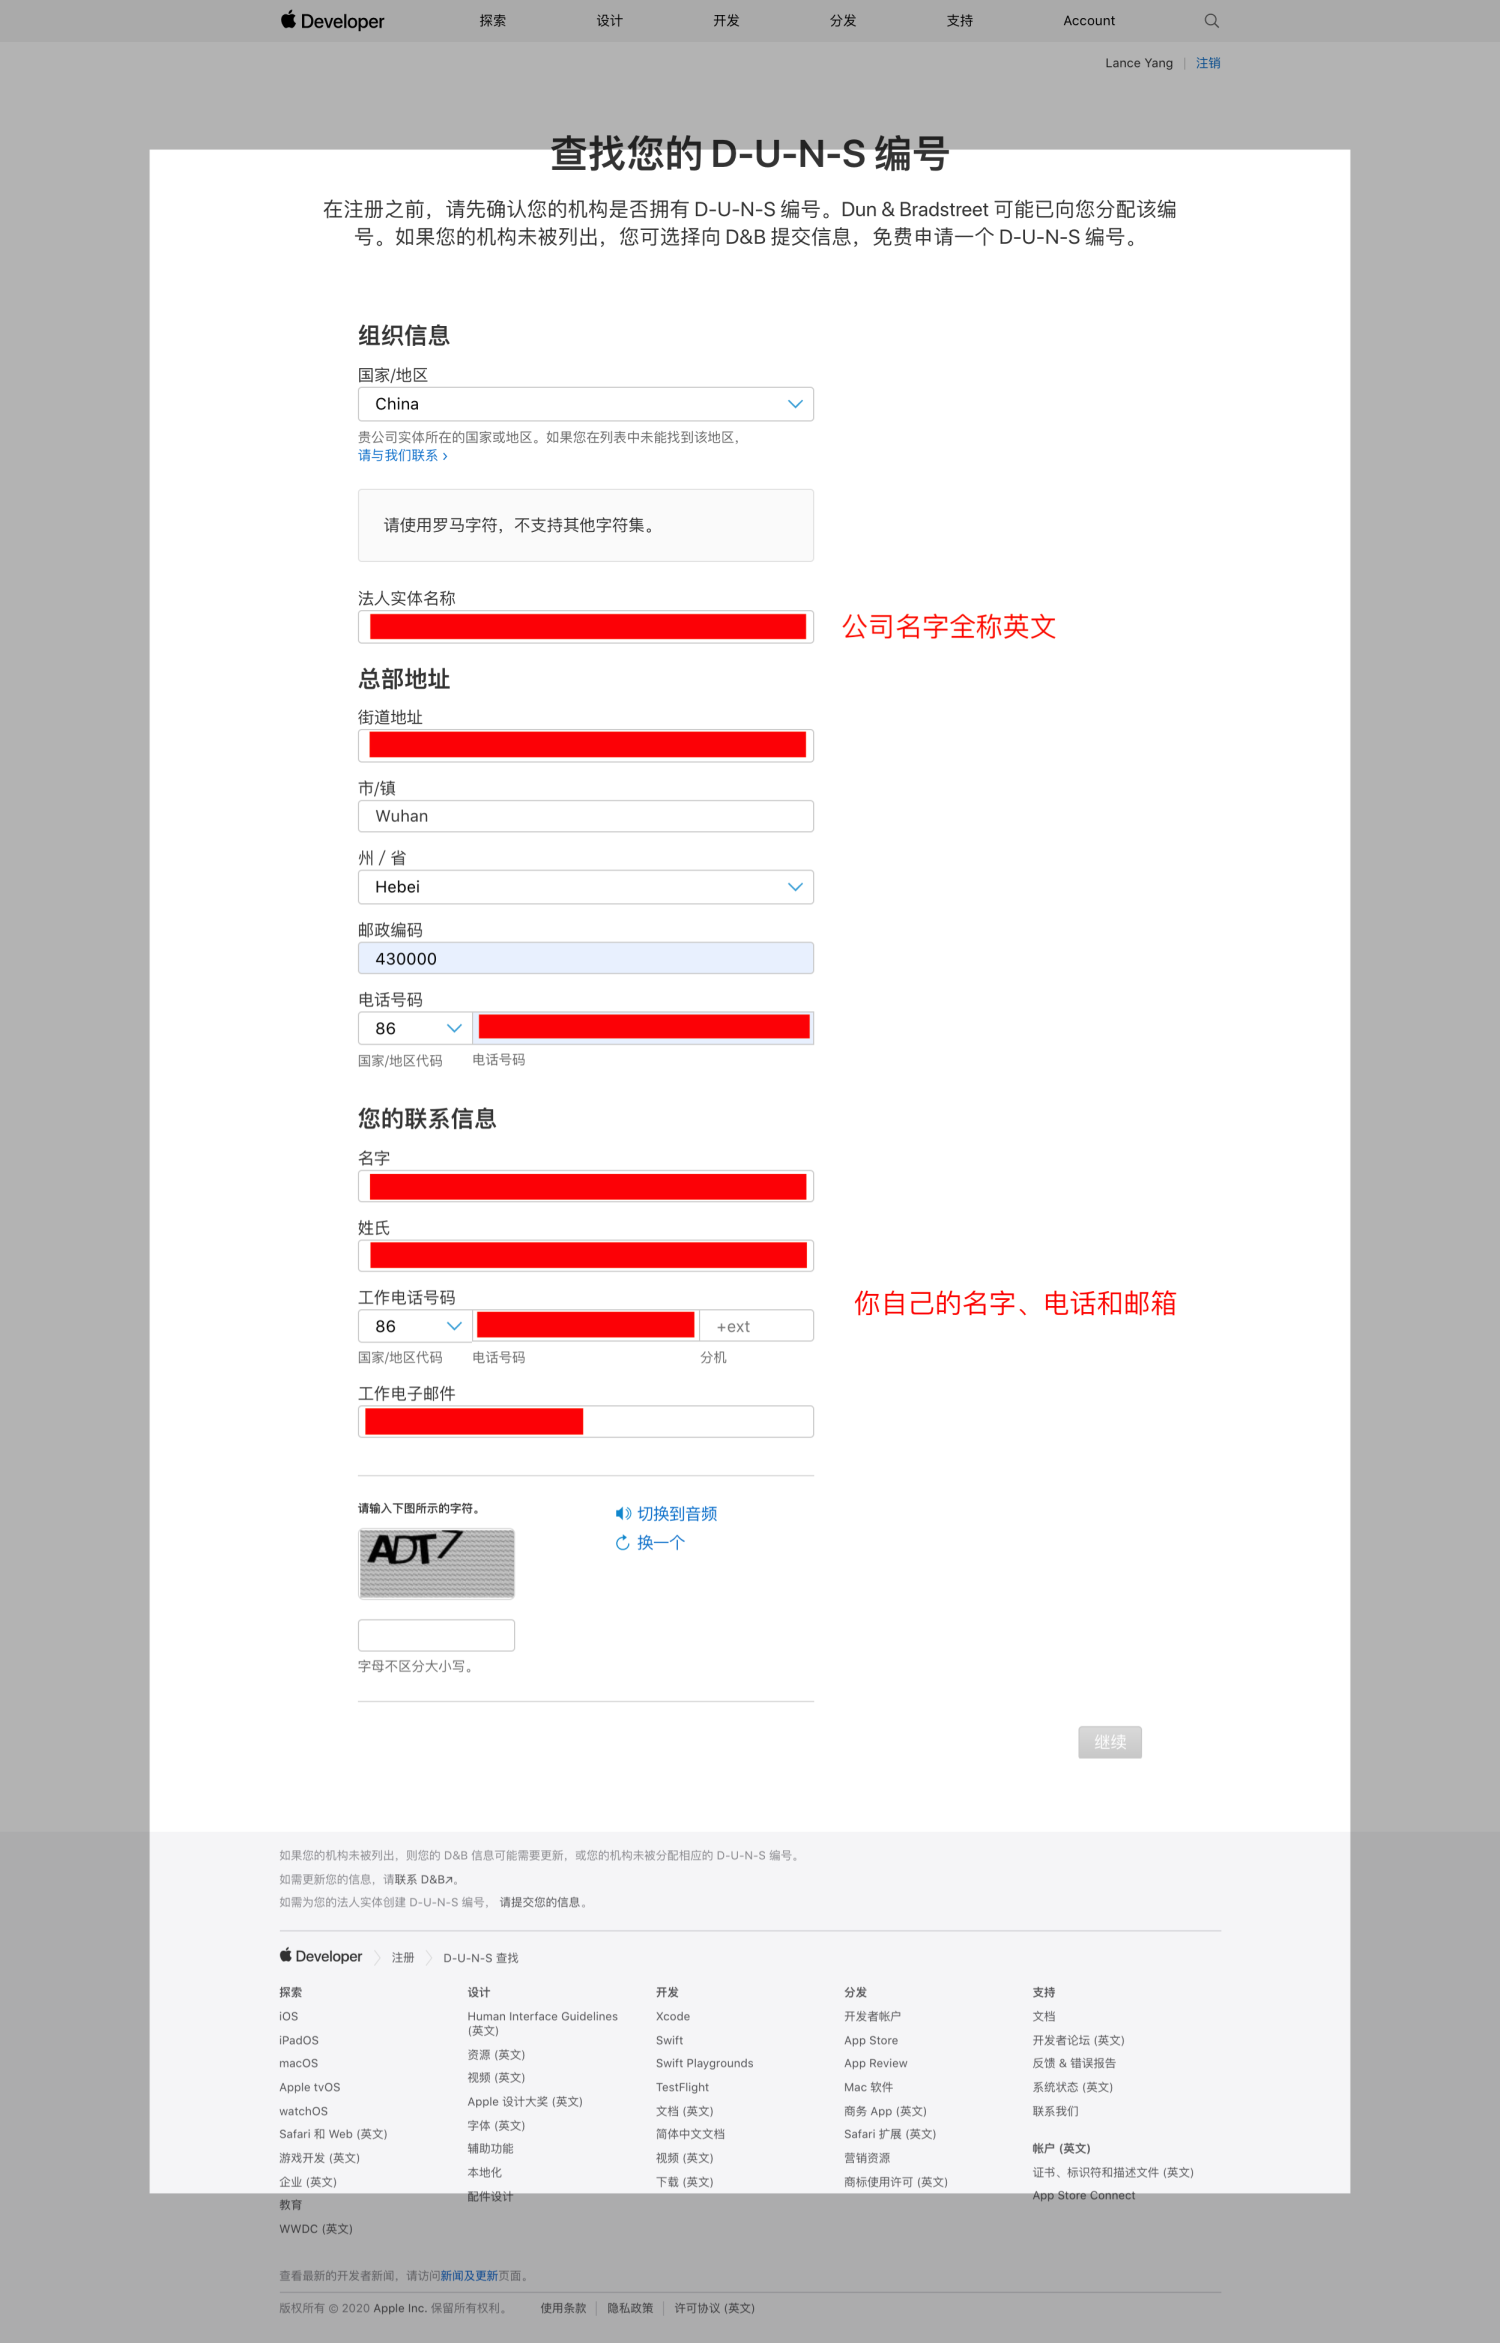 Developer
探索
设计
开发
分发
支持
Account
Lance Yang
注销
查找您的 D-U-N-S 编号
在注册之前，请先确认您的机构是否拥有 D-U-N-S 编号。Dun & Bradstreet 可能已向您分配该编
号。如果您的机构未被列出，您可选择向 D&B 提交信息，免费申请一个 D-U-N-S 编号。
组织信息
国家/地区
China
贵公司实体所在的国家或地区。如果您在列表中未能找到该地区，
请与我们联系 ›
请使用罗马字符，不支持其他字符集。
法人实体名称
公司名字全称英文
总部地址
街道地址
市/镇
Wuhan
州 / 省
Hebei
邮政编码
430000
电话号码
86
国家/地区代码
电话号码
您的联系信息
名字
姓氏
你自己的名字、电话和邮箱
工作电话号码
86
+ext
国家/地区代码
电话号码
分机
工作电子邮件
请输入下图所示的字符。
切换到音频
换一个
ADT7
字母不区分大小写。
继续
如果您的机构未被列出，则您的 D&B 信息可能需要更新，或您的机构未被分配相应的 D-U-N-S 编号。
如需更新您的信息，请联系 D&B↗。
如需为您的法人实体创建 D-U-N-S 编号， 请提交您的信息。
Developer
注册
D-U-N-S 查找
探索
iOS
iPadOS
macOS
Apple tvOS
watchOS
Safari 和 Web (英文)
游戏开发 (英文)
企业 (英文)
教育
WWDC (英文)
设计
Human Interface Guidelines
(英文)
资源 (英文)
视频 (英文)
Apple 设计大奖 (英文)
字体 (英文)
辅助功能
本地化
配件设计
开发
Xcode
Swift
Swift Playgrounds
TestFlight
文档 (英文)
简体中文文档
视频 (英文)
下载 (英文)
分发
开发者帐户
App Store
App Review
Mac 软件
商务 App (英文)
Safari 扩展 (英文)
营销资源
商标使用许可 (英文)
支持
文档
开发者论坛 (英文)
反馈 & 错误报告
系统状态 (英文)
联系我们
帐户 (英文)
证书、标识符和描述文件 (英文)
App Store Connect
查看最新的开发者新闻，请访问新闻及更新页面。
版权所有 © 2020 Apple Inc. 保留所有权利。
使用条款
隐私政策
许可协议 (英文)